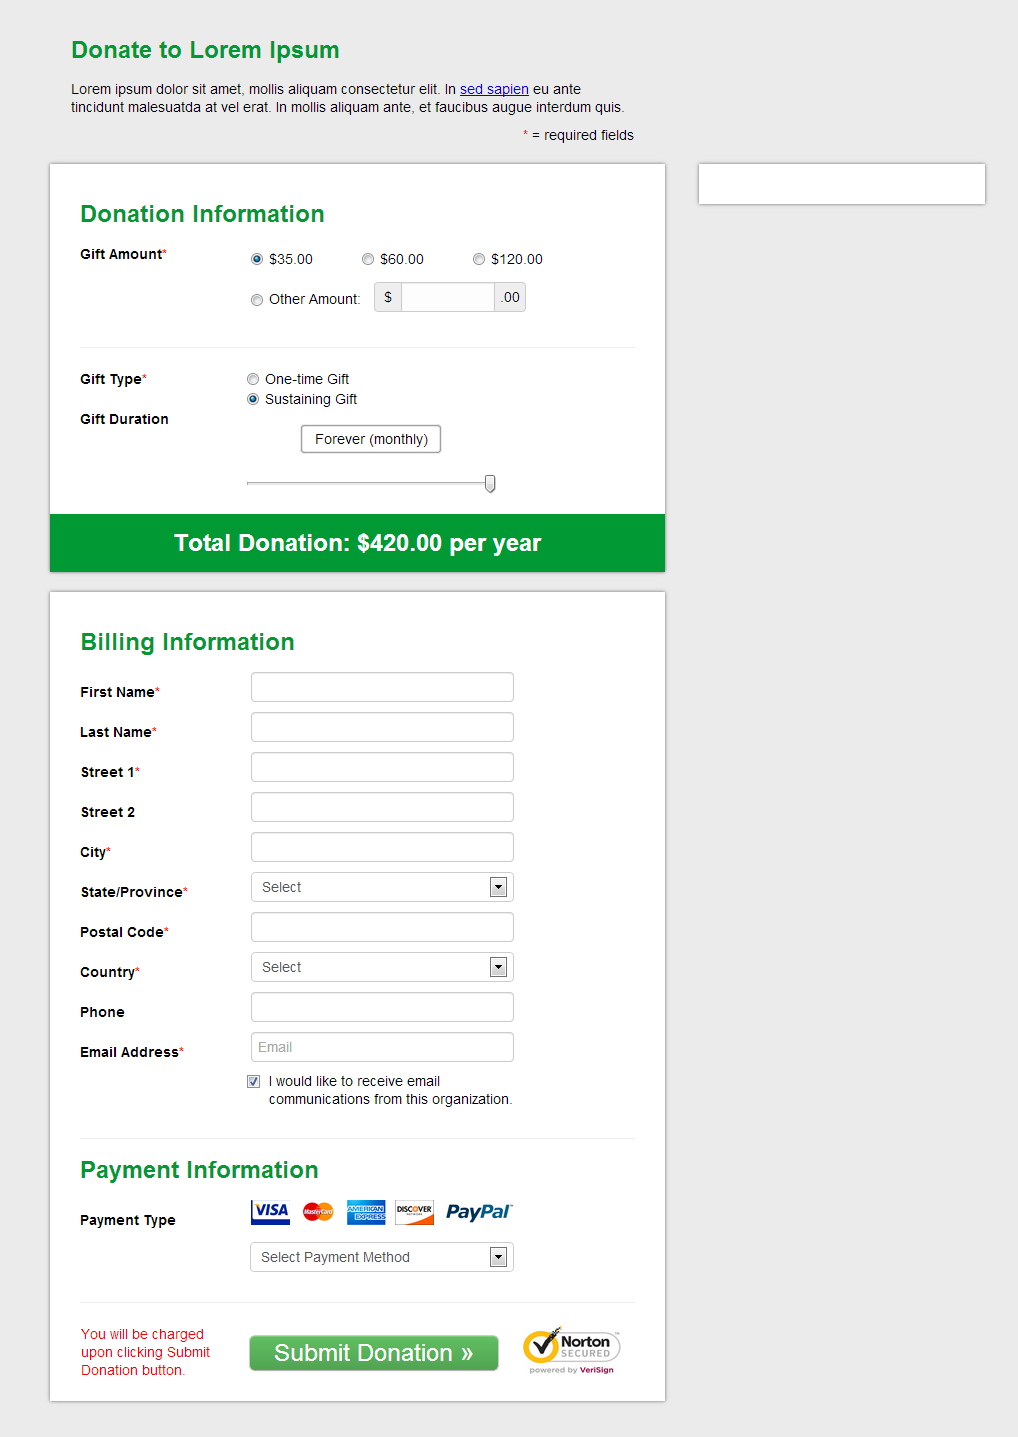 Donate to Lorem Ipsum
Lorem ipsum dolor sit amet, mollis aliquam consectetur elit. In sed sapien eu ante
tincidunt malesuatda at vel erat. In mollis aliquam ante, et faucibus augue interdum quis.
* = required fields
Donation Information
Gift Amount*
$35.00
$60.00
$120.00
Other Amount:
$
.00
Gift Type*
One-time Gift
Sustaining Gift
Gift Duration
Forever (monthly)
Total Donation: $420.00 per year
Billing Information
First Name*
Last Name*
Street 1*
Street 2
City*
State/Province*
Select
Postal Code*
Country*
Select
Phone
Email Address*
Email
I would like to receive email
communications from this organization.
Payment Information
Payment Type
VISA
MasterCard
AMERICAN EXPRESS
DISCOVER
NETWORK
PayPal
Select Payment Method
You will be charged
upon clicking Submit
Donation button.
Submit Donation »
Norton
SECURED
powered by VeriSign